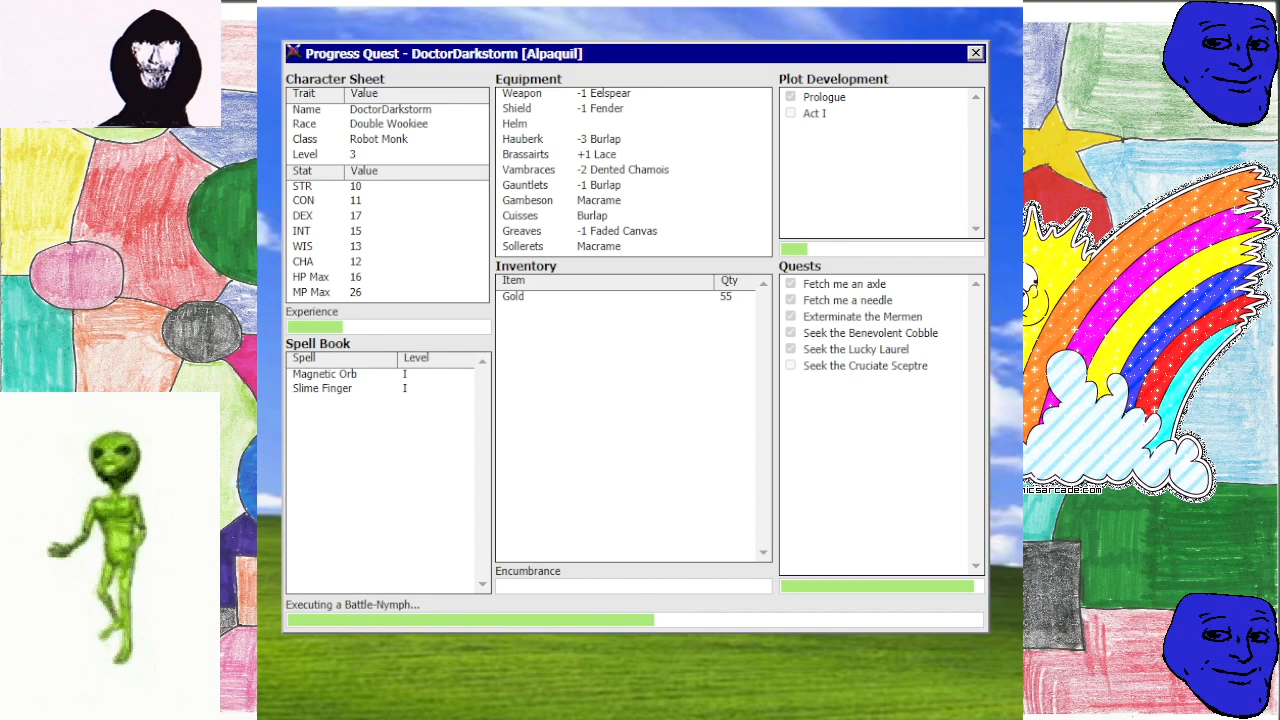 Progress Quest - DoctorDarkstorm [Alpaquil]
Character Sheet
Trait Value
Name DoctorDarkstorm
Race Double Wookiee
Class Robot Monk
Level 3
Stat Value
STR 10
CON 11
DEX 17
INT 15
WIS 13
CHA 12
HP Max 16
MP Max 26
Experience
Spell Book
Spell Level
Magnetic Orb I
Slime Finger I
Equipment
Weapon -1 Eelspear
Shield -1 Fender
Helm
Hauberk -3 Burlap
Brassairts +1 Lace
Vambraces -2 Dented Chamois
Gauntlets -1 Burlap
Gambeson Macrame
Cuisses Burlap
Greaves -1 Faded Canvas
Sollerets Macrame
Inventory
Item Qty
Gold 55
Encumbrance
Plot Development
Prologue
Act I
Quests
Fetch me an axle
Fetch me a needle
Exterminate the Mermen
Seek the Benevolent Cobble
Seek the Lucky Laurel
Seek the Cruciate Sceptre
Executing a Battle-Nymph...